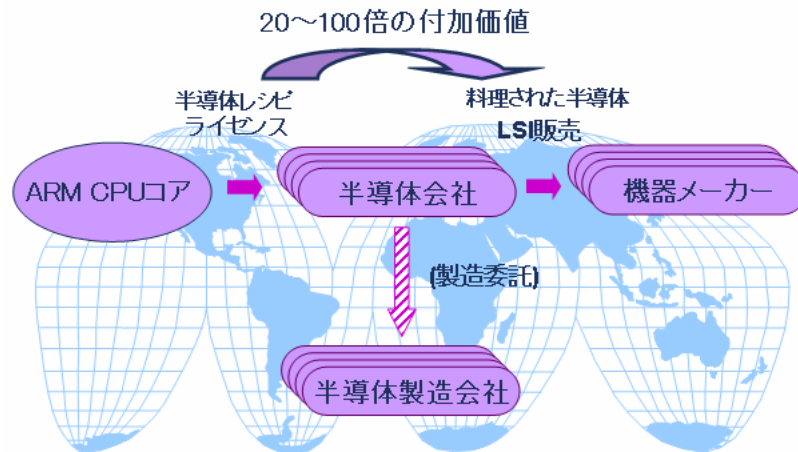 20～100倍の付加価値
半導体レシピ
ライセンス
料理された半導体
LSI販売
ARM CPUコア
半導体会社
機器メーカー
(製造委託)
半導体製造会社